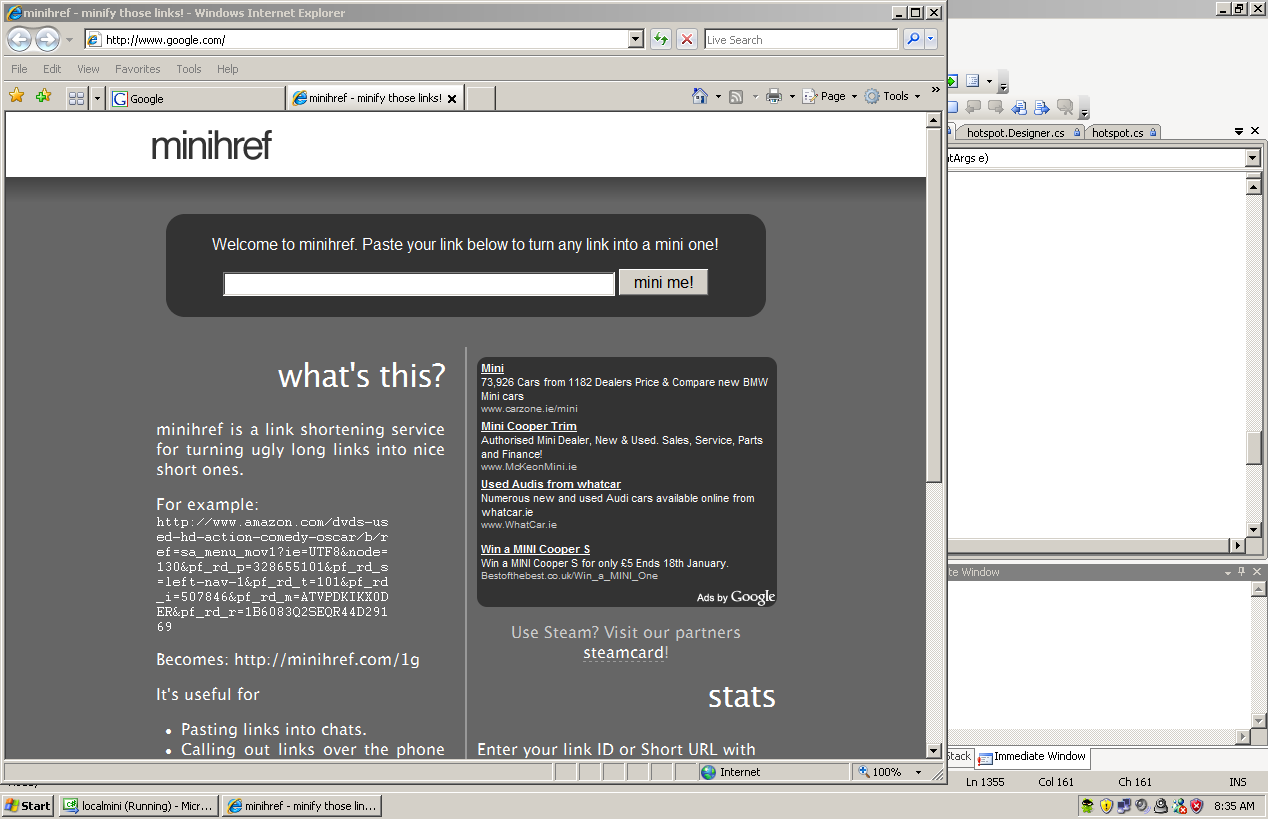 minihref - minify those links! - Windows Internet Explorer
http://www.google.com/
Live Search
File Edit View Favorites Tools Help
Google
minihref - minify those links!
Page
Tools
hotspot.Designer.cs
hotspot.cs
minihref
Welcome to minihref. Paste your link below to turn any link into a mini one!
mini me!
what's this?
minihref is a link shortening service
for turning ugly long links into nice
short ones.
For example:
http://www.amazon.com/dvds-us
ed-hd-action-comedy-oscar/b/r
ef=sa_menu_mov1?ie=UTF8&node=
130&pf_rd_p=328655101&pf_rd_s
=left-nav-1&pf_rd_t=101&pf_rd
_i=507846&pf_rd_m=ATVPDKIKX0D
ER&pf_rd_r=1B6083Q2SEQR44D291
69
Becomes: http://minihref.com/1g
It's useful for
• Pasting links into chats.
• Calling out links over the phone
Mini
73,926 Cars from 1182 Dealers Price & Compare new BMW
Mini cars
www.carzone.ie/mini
Mini Cooper Trim
Authorised Mini Dealer, New & Used. Sales, Service, Parts
and Finance!
www.McKeonMini.ie
Used Audis from whatcar
Numerous new and used Audi cars available online from
whatcar.ie
www.WhatCar.ie
Win a MINI Cooper S
Win a MINI Cooper S for only £5 Ends 18th January.
Bestofthebest.co.uk/Win_a_MINI_One
Ads by Google
Use Steam? Visit our partners
steamcard!
stats
Enter your link ID or Short URL with
tArgs e)
te Window
Stack
Immediate Window
Internet
100%
Ln 1355 Col 161 Ch 161 INS
Start
localmini (Running) - Micr...
minihref - minify those lin...
8:35 AM